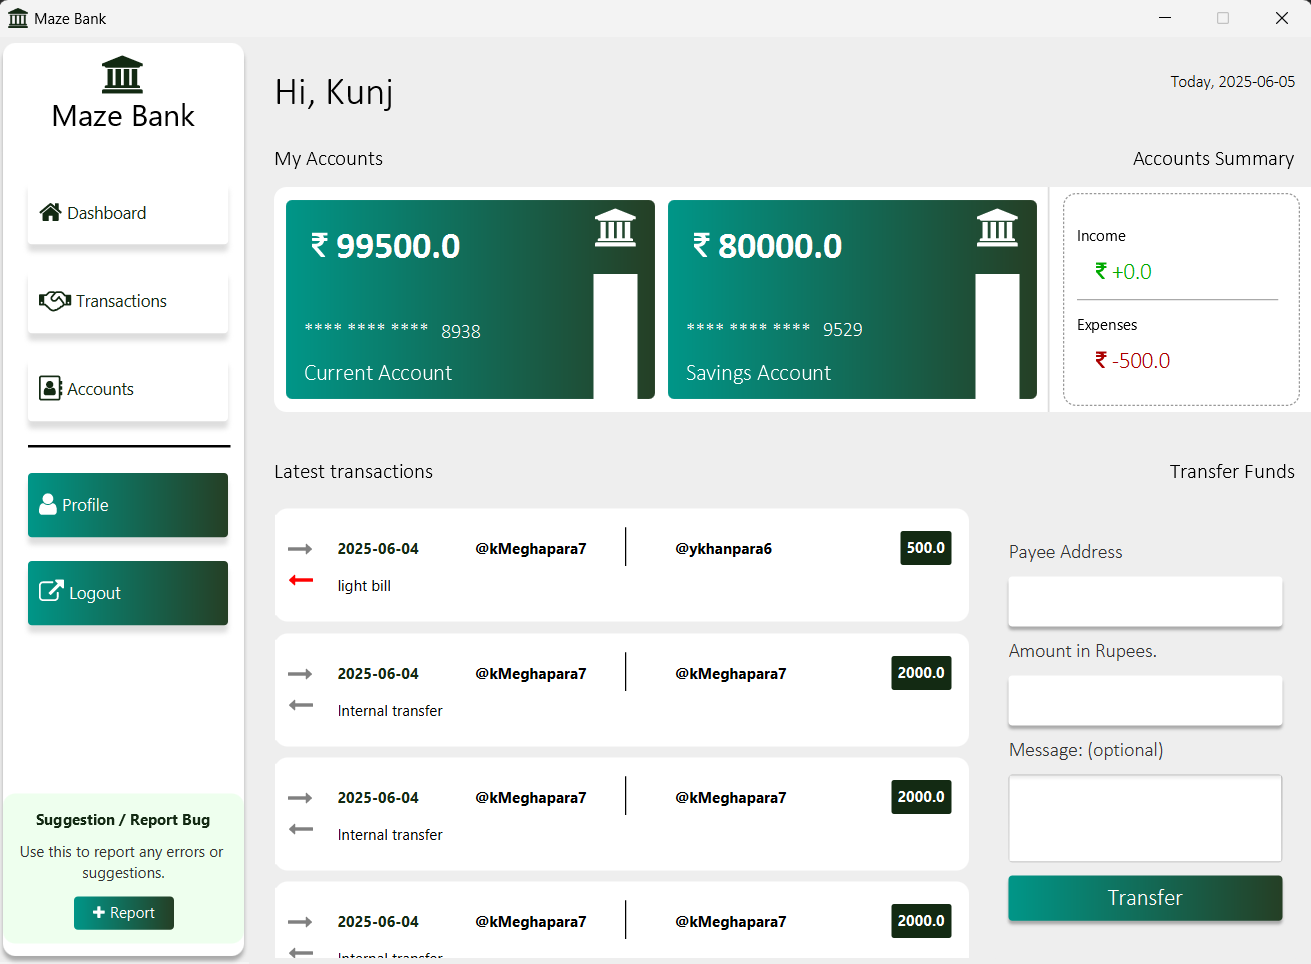 Maze Bank
Maze Bank
Dashboard
Transactions
Accounts
Profile
Logout
Suggestion / Report Bug
Use this to report any errors or
suggestions.
Report
Hi, Kunj
Today, 2025-06-05
My Accounts
Accounts Summary
₹ 99500.0
**** **** **** 8938
Current Account
₹ 80000.0
**** **** **** 9529
Savings Account
Income
₹ +0.0
Expenses
₹ -500.0
Latest transactions
2025-06-04 @kMeghapara7 @ykhanpara6 500.0
light bill
2025-06-04 @kMeghapara7 @kMeghapara7 2000.0
Internal transfer
2025-06-04 @kMeghapara7 @kMeghapara7 2000.0
Internal transfer
2025-06-04 @kMeghapara7 @kMeghapara7 2000.0
Internal transfer
Transfer Funds
Payee Address
Amount in Rupees.
Message: (optional)
Transfer